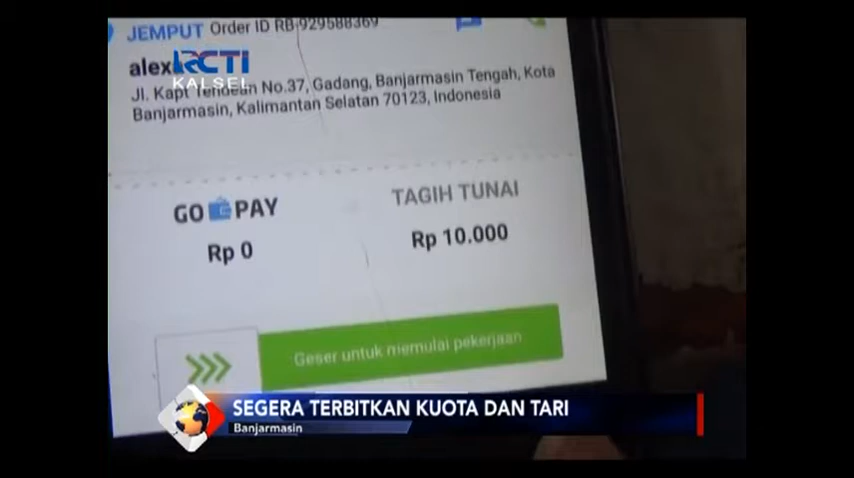 JEMPUT Order ID RB-929588369
RCTI
KALSEL
alex
Jl. Kapt Tendean No.37, Gadang, Banjarmasin Tengah, Kota
Banjarmasin, Kalimantan Selatan 70123, Indonesia
GO PAY
Rp 0
TAGIH TUNAI
Rp 10.000
Geser untuk memulai pekerjaan
SEGERA TERBITKAN KUOTA DAN TARI
Banjarmasin